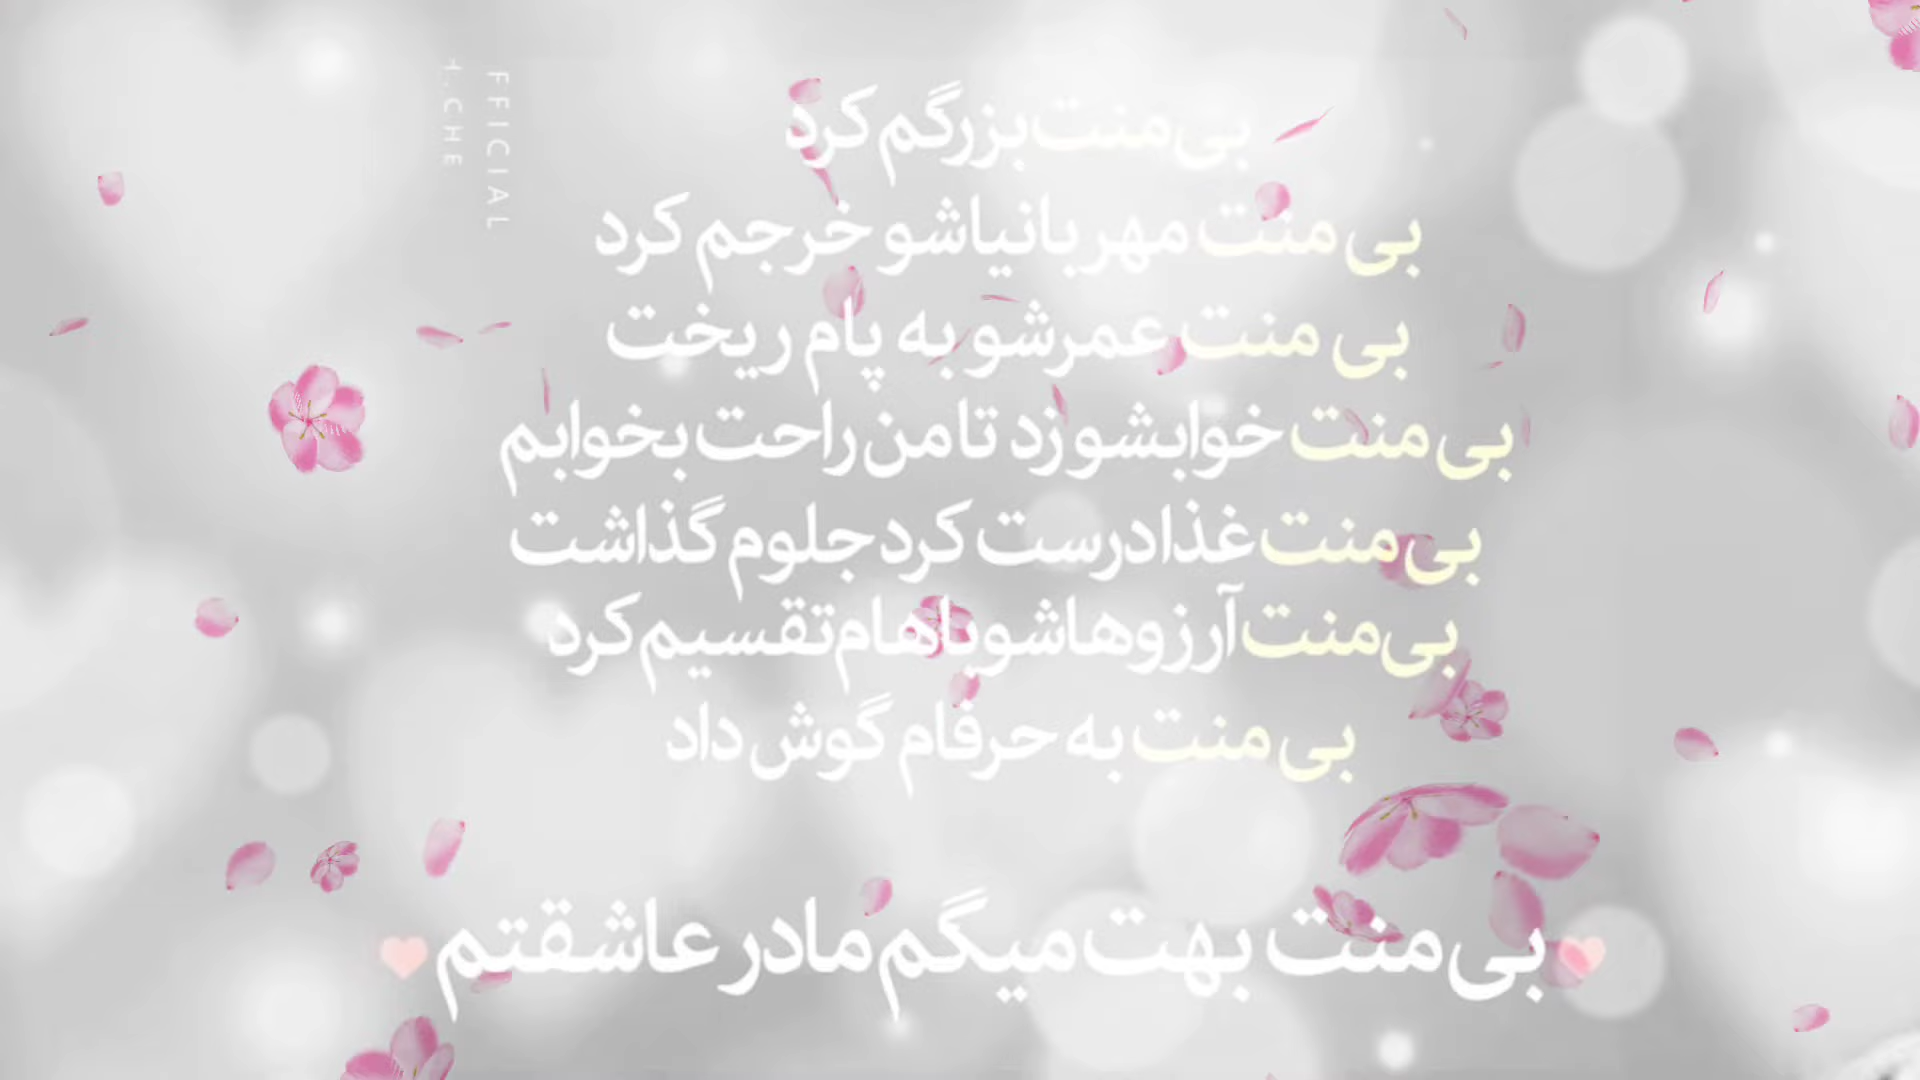 بی منت بزرگم کرد
بی منت مهربانیاشو خرجم کرد
بی منت عمرشو به پام ریخت
بی منت خوابشو زد تا من راحت بخوابم
بی منت غذا درست کرد جلوم گذاشت
بی منت آرزوهاشو باهام تقسیم کرد
بی منت به حرفام گوش داد
بی منت بهت میگم مادر عاشقتم
FFICIAL
H.CHE